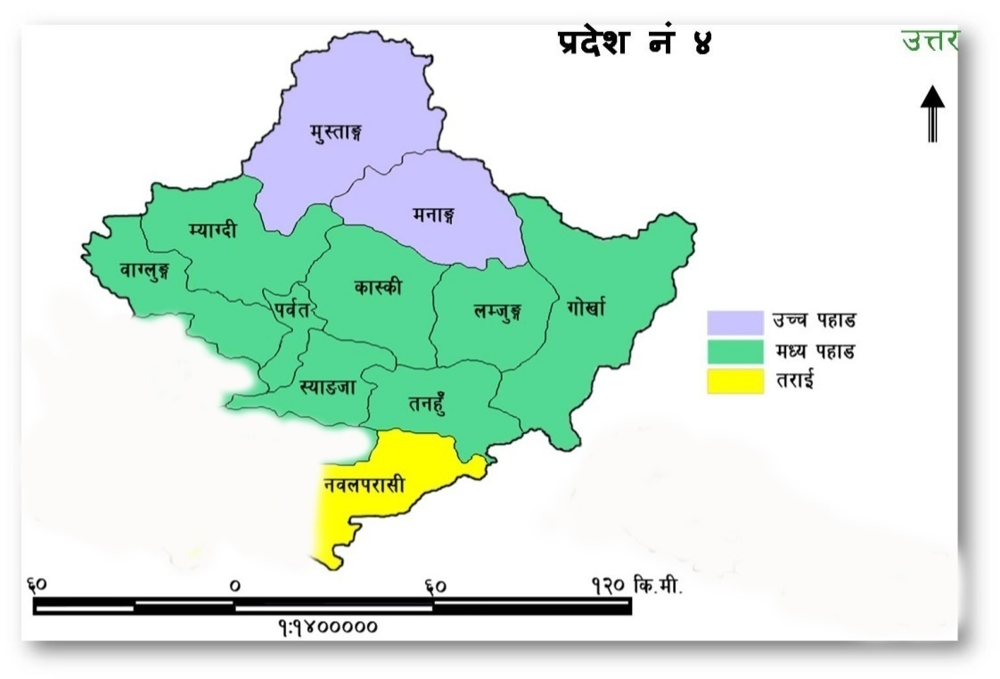 प्रदेश नं ४
उत्तर
मुस्ताङ्ग
मनाङ्ग
म्याग्दी
वाग्लुङ्ग
कास्की
पर्वत
लम्जुङ्ग
गोर्खा
उच्च पहाड
मध्य पहाड
तराई
स्याङजा
तनहुँ
नवलपरासी
६०
०
६०
१२० कि.मी.
१:१४०००००